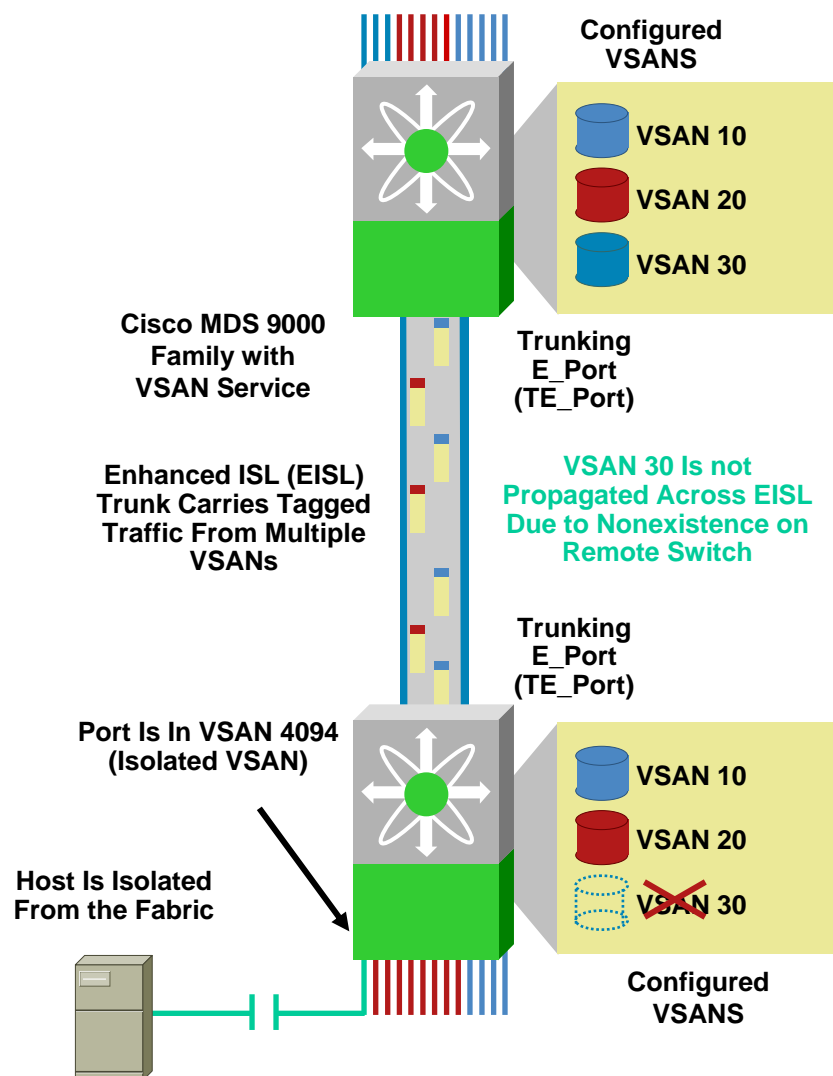 Configured
VSANS
VSAN 10
VSAN 20
VSAN 30
Cisco MDS 9000
Family with
VSAN Service
Trunking
E_Port
(TE_Port)
Enhanced ISL (EISL)
Trunk Carries Tagged
Traffic From Multiple
VSANs
VSAN 30 Is not
Propagated Across EISL
Due to Nonexistence on
Remote Switch
Trunking
E_Port
(TE_Port)
Port Is In VSAN 4094
(Isolated VSAN)
VSAN 10
VSAN 20
VSAN 30
Host Is Isolated
From the Fabric
Configured
VSANS